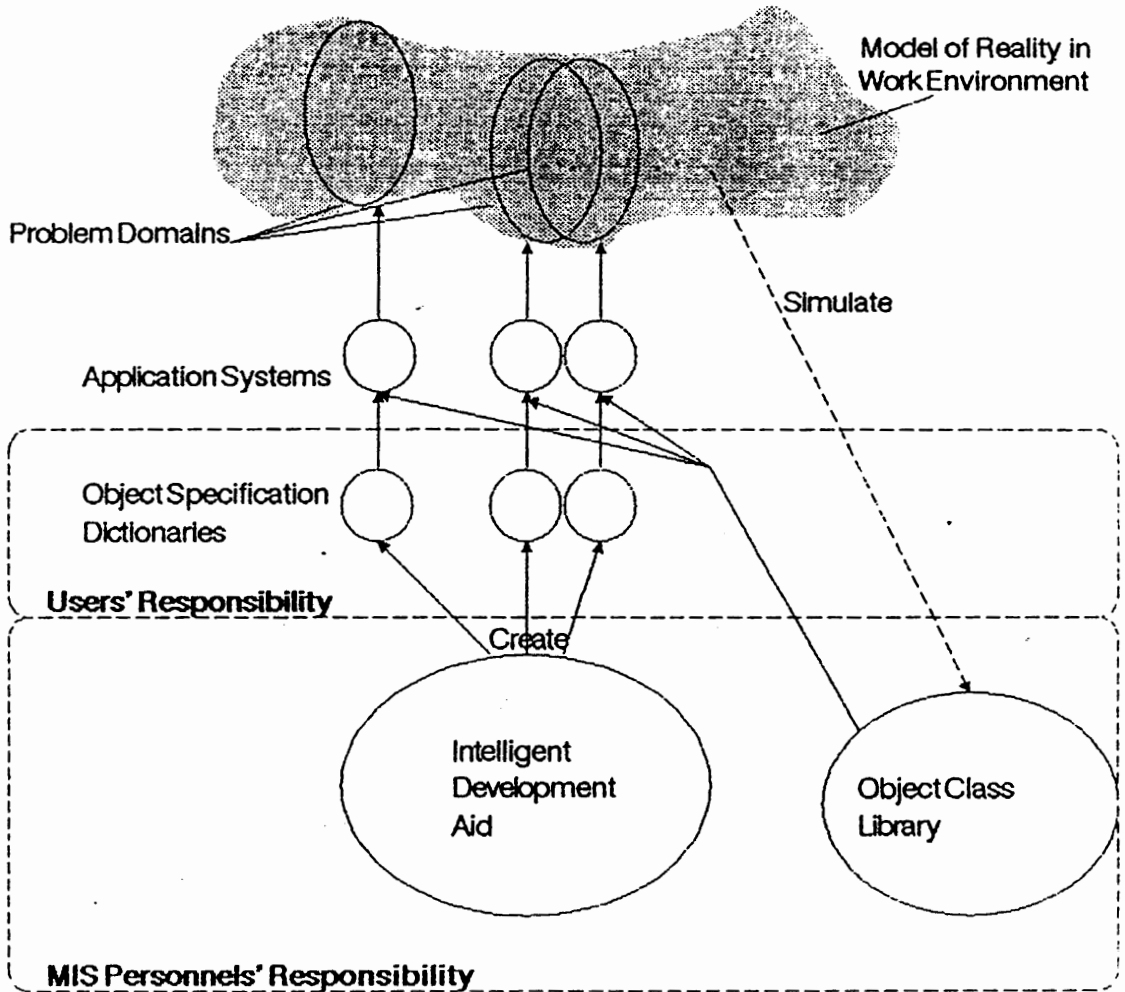 Model of Reality in
Work Environment
Problem Domains
Simulate
Application Systems
Object Specification
Dictionaries
Users' Responsibility
Create
Intelligent
Development
Aid
Object Class
Library
MIS Personnels' Responsibility